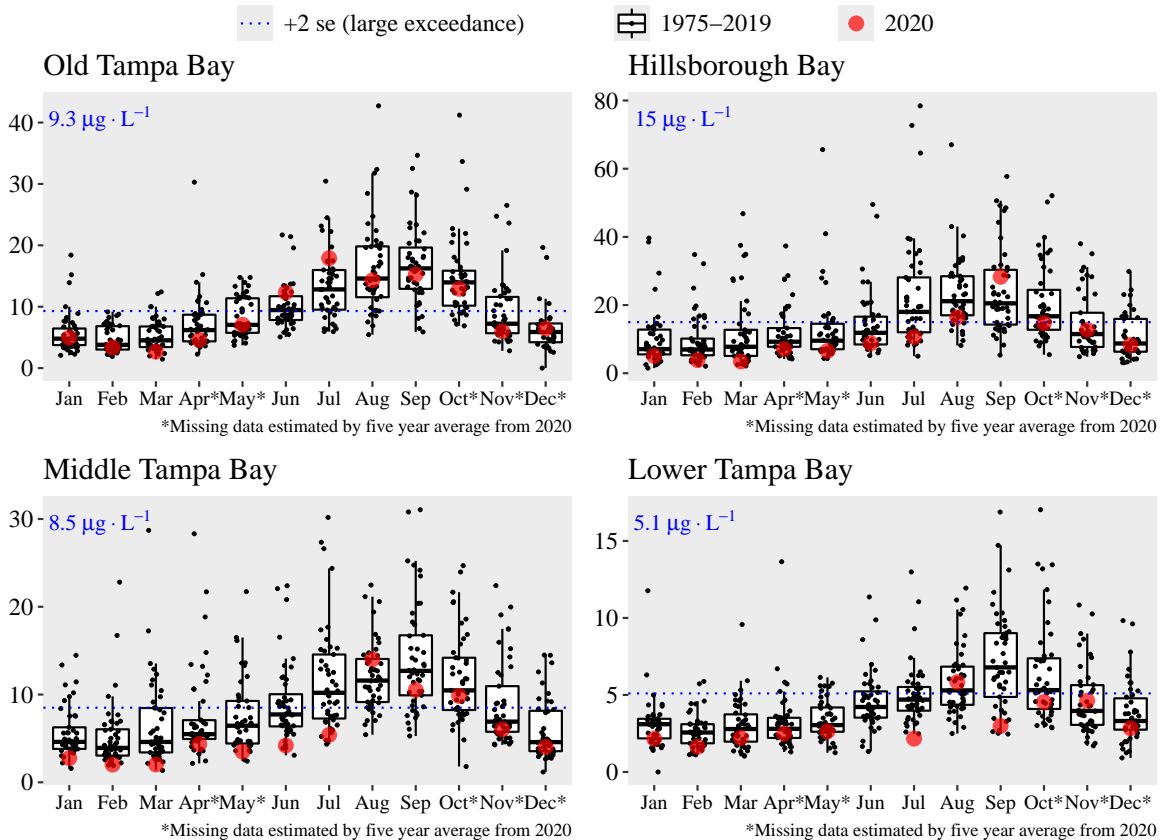 +2 se (large exceedance) 1975–2019 2020
Old Tampa Bay
9.3 μg · L⁻¹
40
30
20
10
0
Jan Feb Mar Apr* May* Jun Jul Aug Sep Oct* Nov* Dec*
*Missing data estimated by five year average from 2020
Hillsborough Bay
15 μg · L⁻¹
80
60
40
20
0
Jan Feb Mar Apr* May* Jun Jul Aug Sep Oct* Nov* Dec*
*Missing data estimated by five year average from 2020
Middle Tampa Bay
8.5 μg · L⁻¹
30
20
10
0
Jan Feb Mar Apr* May* Jun Jul Aug Sep Oct* Nov* Dec*
*Missing data estimated by five year average from 2020
Lower Tampa Bay
5.1 μg · L⁻¹
15
10
5
0
Jan Feb Mar Apr* May* Jun Jul Aug Sep Oct* Nov* Dec*
*Missing data estimated by five year average from 2020